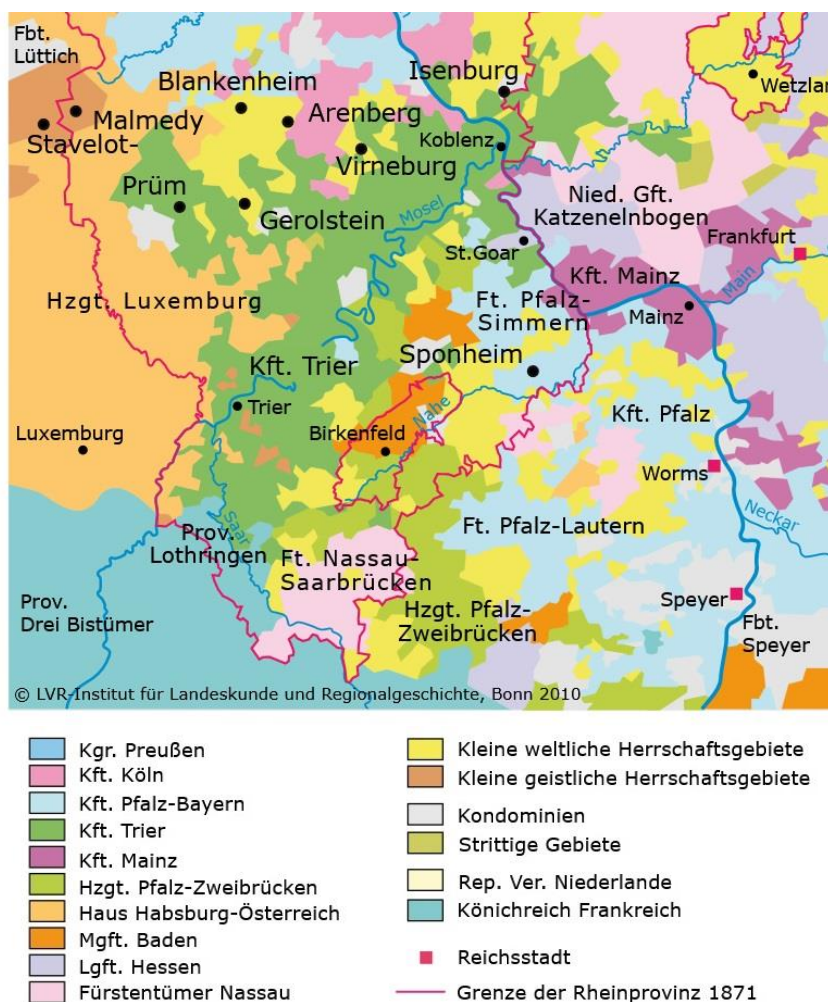 Fbt.
Lüttich
Blankenheim
Isenburg
Wetzlar
Malmedy
Stavelot-
Arenberg
Koblenz
Virneburg
Prüm
Gerolstein
Mosel
Nied. Gft.
Katzenelnbogen
St.Goar
Frankfurt
Kft. Mainz
Main
Hzgt. Luxemburg
Ft. Pfalz-
Simmern
Mainz
Kft. Trier
Sponheim
Trier
Nahe
Kft. Pfalz
Luxemburg
Birkenfeld
Worms
Neckar
Saar
Prov.
Lothringen
Ft. Pfalz-Lautern
Ft. Nassau-
Saarbrücken
Prov.
Drei Bistümer
Hzgt. Pfalz-
Zweibrücken
Speyer
Fbt.
Speyer
© LVR-Institut für Landeskunde und Regionalgeschichte, Bonn 2010
Kgr. Preußen
Kft. Köln
Kft. Pfalz-Bayern
Kft. Trier
Kft. Mainz
Hzgt. Pfalz-Zweibrücken
Haus Habsburg-Österreich
Mgft. Baden
Lgft. Hessen
Fürstentümer Nassau
Kleine weltliche Herrschaftsgebiete
Kleine geistliche Herrschaftsgebiete
Kondominien
Strittige Gebiete
Rep. Ver. Niederlande
Könichreich Frankreich
Reichsstadt
Grenze der Rheinprovinz 1871